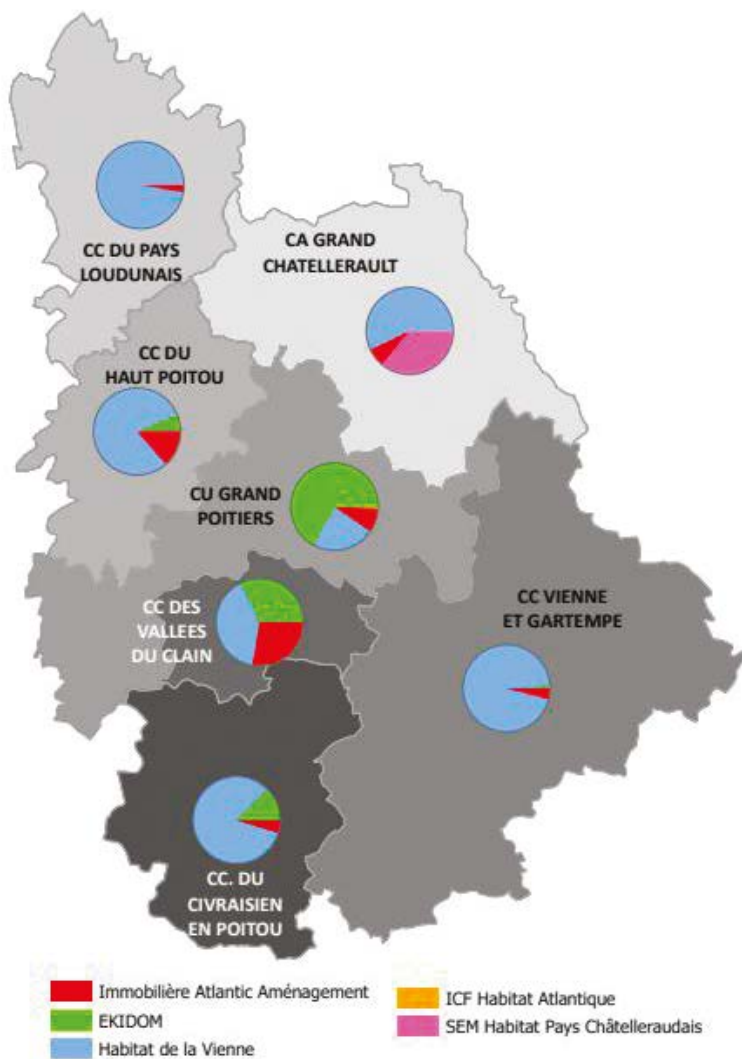 CC DU PAYS
LOUDUNAIS
CA GRAND
CHATELLERAULT
CC DU
HAUT POITOU
CU GRAND
POITIERS
CC DES
VALLEES
DU CLAIN
CC VIENNE
ET GARTEMPE
CC. DU
CIVRAISIEN
EN POITOU
Immobilière Atlantic Aménagement
EKIDOM
Habitat de la Vienne
ICF Habitat Atlantique
SEM Habitat Pays Châtelleraudais